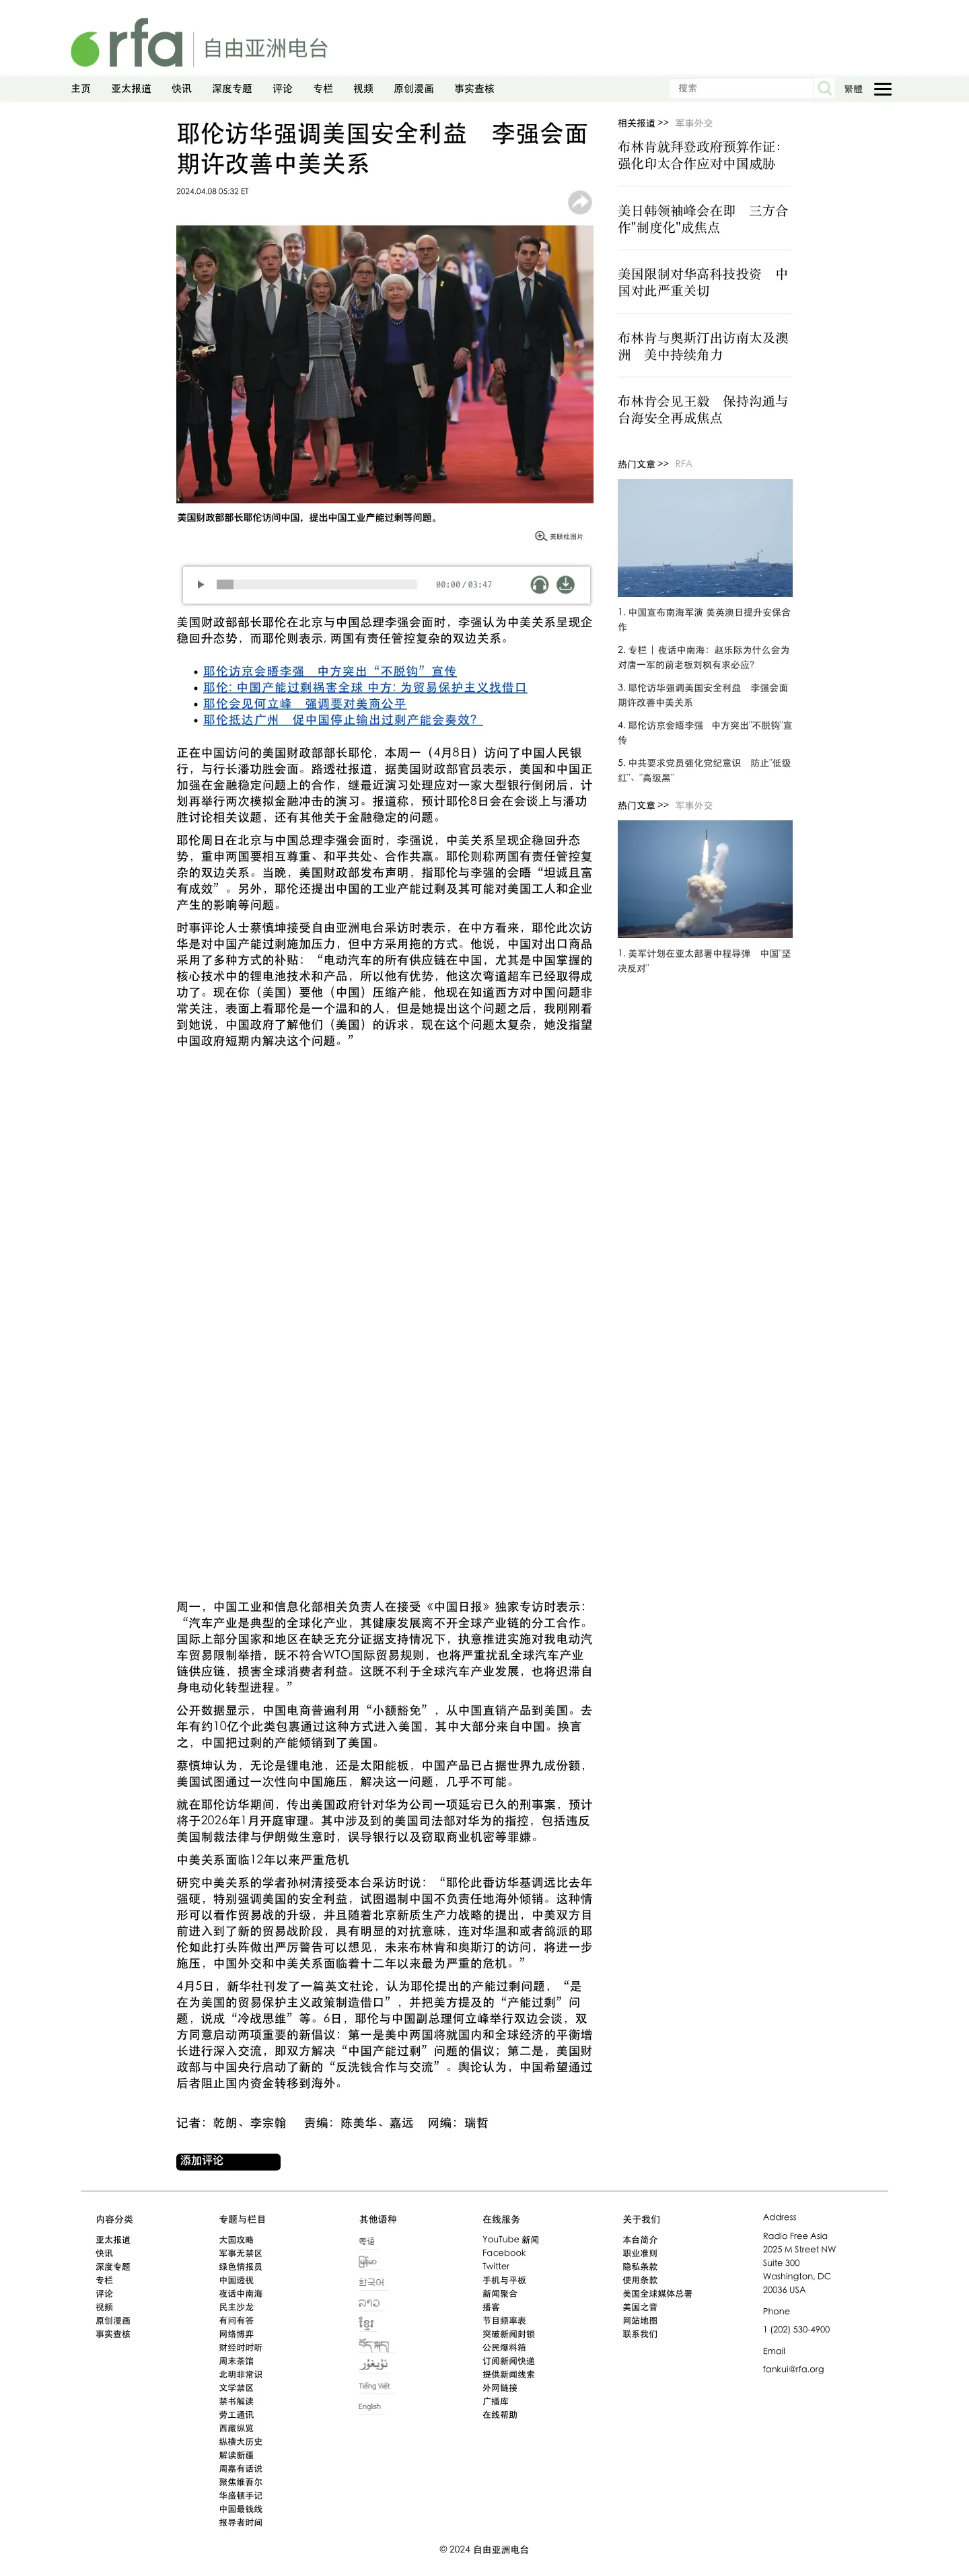 rfa 自由亚洲电台
主页 亚太报道 快讯 深度专题 评论 专栏 视频 原创漫画 事实查核 搜索 繁體
耶伦访华强调美国安全利益　李强会面
期许改善中美关系
2024.04.08 05:32 ET
美国财政部部长耶伦访问中国，提出中国工业产能过剩等问题。
美联社图片
00:00 / 03:47
美国财政部部长耶伦在北京与中国总理李强会面时，李强认为中美关系呈现企
稳回升态势，而耶伦则表示, 两国有责任管控复杂的双边关系。
• 耶伦访京会晤李强　中方突出“不脱钩”宣传
• 耶伦: 中国产能过剩祸害全球 中方: 为贸易保护主义找借口
• 耶伦会见何立峰　强调要对美商公平
• 耶伦抵达广州　促中国停止输出过剩产能会奏效？
正在中国访问的美国财政部部长耶伦，本周一（4月8日）访问了中国人民银
行，与行长潘功胜会面。路透社报道，据美国财政部官员表示，美国和中国正
加强在金融稳定问题上的合作，继最近演习处理应对一家大型银行倒闭后，计
划再举行两次模拟金融冲击的演习。报道称，预计耶伦8日会在会谈上与潘功
胜讨论相关议题，还有其他关于金融稳定的问题。
耶伦周日在北京与中国总理李强会面时，李强说，中美关系呈现企稳回升态
势，重申两国要相互尊重、和平共处、合作共赢。耶伦则称两国有责任管控复
杂的双边关系。当晚，美国财政部发布声明，指耶伦与李强的会晤“坦诚且富
有成效”。另外，耶伦还提出中国的工业产能过剩及其可能对美国工人和企业
产生的影响等问题。
时事评论人士蔡慎坤接受自由亚洲电台采访时表示，在中方看来，耶伦此次访
华是对中国产能过剩施加压力，但中方采用拖的方式。他说，中国对出口商品
采用了多种方式的补贴：“电动汽车的所有供应链在中国，尤其是中国掌握的
核心技术中的锂电池技术和产品，所以他有优势，他这次弯道超车已经取得成
功了。现在你（美国）要他（中国）压缩产能，他现在知道西方对中国问题非
常关注，表面上看耶伦是一个温和的人，但是她提出这个问题之后，我刚刚看
到她说，中国政府了解他们（美国）的诉求，现在这个问题太复杂，她没指望
中国政府短期内解决这个问题。”
周一，中国工业和信息化部相关负责人在接受《中国日报》独家专访时表示：
“汽车产业是典型的全球化产业，其健康发展离不开全球产业链的分工合作。
国际上部分国家和地区在缺乏充分证据支持情况下，执意推进实施对我电动汽
车贸易限制举措，既不符合WTO国际贸易规则，也将严重扰乱全球汽车产业
链供应链，损害全球消费者利益。这既不利于全球汽车产业发展，也将迟滞自
身电动化转型进程。”
公开数据显示，中国电商普遍利用“小额豁免”，从中国直销产品到美国。去
年有约10亿个此类包裹通过这种方式进入美国，其中大部分来自中国。换言
之，中国把过剩的产能倾销到了美国。
蔡慎坤认为，无论是锂电池，还是太阳能板，中国产品已占据世界九成份额，
美国试图通过一次性向中国施压，解决这一问题，几乎不可能。
就在耶伦访华期间，传出美国政府针对华为公司一项延宕已久的刑事案，预计
将于2026年1月开庭审理。其中涉及到的美国司法部对华为的指控，包括违反
美国制裁法律与伊朗做生意时，误导银行以及窃取商业机密等罪嫌。
中美关系面临12年以来严重危机
研究中美关系的学者孙树清接受本台采访时说：“耶伦此番访华基调远比去年
强硬，特别强调美国的安全利益，试图遏制中国不负责任地海外倾销。这种情
形可以看作贸易战的升级，并且随着北京新质生产力战略的提出，中美双方目
前进入到了新的贸易战阶段，具有明显的对抗意味，连对华温和或者鸽派的耶
伦如此打头阵做出严厉警告可以想见，未来布林肯和奥斯汀的访问，将进一步
施压，中国外交和中美关系面临着十二年以来最为严重的危机。”
4月5日，新华社刊发了一篇英文社论，认为耶伦提出的产能过剩问题，“是
在为美国的贸易保护主义政策制造借口”，并把美方提及的“产能过剩”问
题，说成“冷战思维”等。6日，耶伦与中国副总理何立峰举行双边会谈，双
方同意启动两项重要的新倡议：第一是美中两国将就国内和全球经济的平衡增
长进行深入交流，即双方解决“中国产能过剩”问题的倡议；第二是，美国财
政部与中国央行启动了新的“反洗钱合作与交流”。舆论认为，中国希望通过
后者阻止国内资金转移到海外。
记者：乾朗、李宗翰　责编：陈美华、嘉远　网编：瑞哲
添加评论
相关报道 >> 军事外交
布林肯就拜登政府预算作证：
强化印太合作应对中国威胁
美日韩领袖峰会在即　三方合
作"制度化"成焦点
美国限制对华高科技投资　中
国对此严重关切
布林肯与奥斯汀出访南太及澳
洲　美中持续角力
布林肯会见王毅　保持沟通与
台海安全再成焦点
热门文章 >> RFA
1. 中国宣布南海军演 美英澳日提升安保合
作
2. 专栏 | 夜话中南海：赵乐际为什么会为
对唐一军的前老板刘枫有求必应？
3. 耶伦访华强调美国安全利益　李强会面
期许改善中美关系
4. 耶伦访京会晤李强　中方突出"不脱钩"宣
传
5. 中共要求党员强化党纪意识　防止"低级
红"、"高级黑"
热门文章 >> 军事外交
1. 美军计划在亚太部署中程导弹　中国"坚
决反对"
内容分类
亚太报道
快讯
深度专题
专栏
评论
视频
原创漫画
事实查核
专题与栏目
大国攻略
军事无禁区
绿色情报员
中国透视
夜话中南海
民主沙龙
有问有答
网络博弈
财经时时听
周末茶馆
北明非常识
文学禁区
禁书解读
劳工通讯
西藏纵览
纵横大历史
解读新疆
周嘉有话说
聚焦维吾尔
华盛顿手记
中国最钱线
报导者时间
其他语种
粤语
မြန်မာ
한국어
ລາວ
ខ្មែរ
བོད་སྐད།
ئۇيغۇر
Tiếng Việt
English
在线服务
YouTube 新闻
Facebook
Twitter
手机与平板
新闻聚合
播客
节目频率表
突破新闻封锁
公民爆料箱
订阅新闻快递
提供新闻线索
外网链接
广播库
在线帮助
关于我们
本台简介
职业准则
隐私条款
使用条款
美国全球媒体总署
美国之音
网站地图
联系我们
Address
Radio Free Asia
2025 M Street NW
Suite 300
Washington, DC
20036 USA
Phone
1 (202) 530-4900
Email
fankui@rfa.org
© 2024 自由亚洲电台